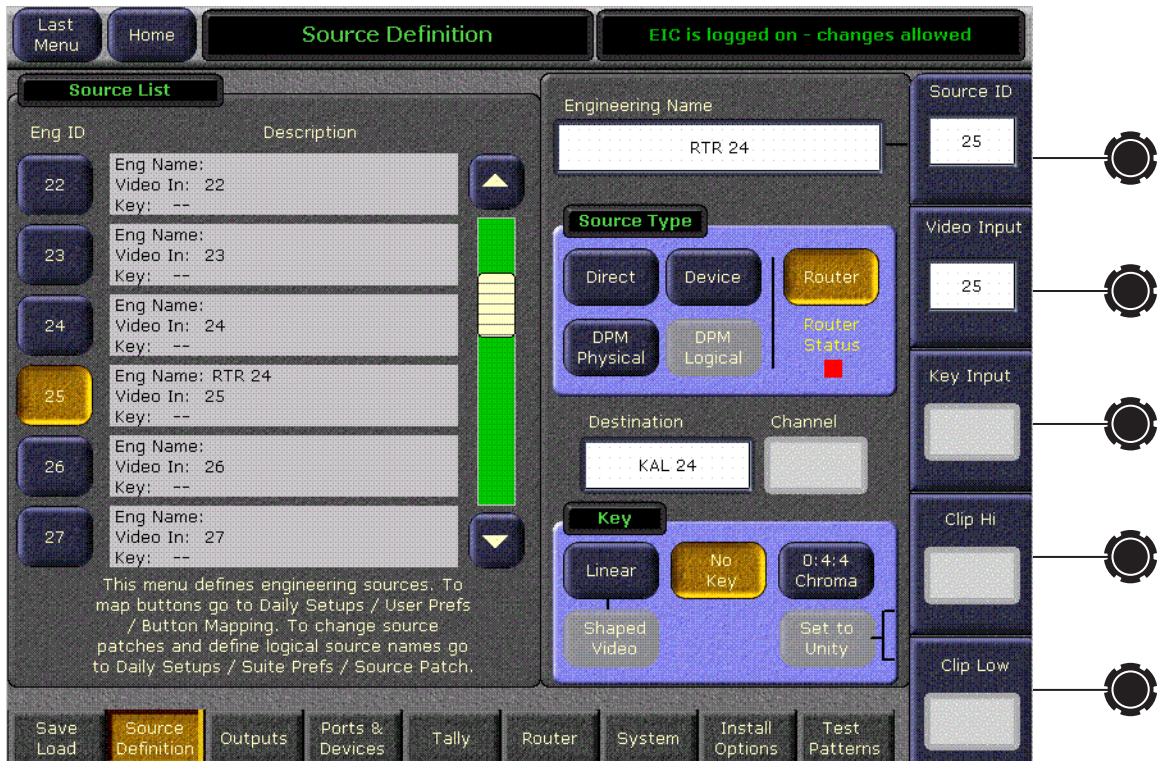 Last
Menu
Home
Source Definition
EIC is logged on - changes allowed
Source List
Eng ID
Description
22
Eng Name:
Video In: 22
Key: --
23
Eng Name:
Video In: 23
Key: --
24
Eng Name:
Video In: 24
Key: --
25
Eng Name: RTR 24
Video In: 25
Key: --
26
Eng Name:
Video In: 26
Key: --
27
Eng Name:
Video In: 27
Key: --
This menu defines engineering sources. To
map buttons go to Daily Setups / User Prefs
/ Button Mapping. To change source
patches and define logical source names go
to Daily Setups / Suite Prefs / Source Patch.
Engineering Name
RTR 24
Source Type
Direct
Device
Router
DPM
Physical
DPM
Logical
Router
Status
Destination
Channel
KAL 24
Key
Linear
No
Key
0:4:4
Chroma
Shaped
Video
Set to
Unity
Source ID
25
Video Input
25
Key Input
Clip Hi
Clip Low
Save
Load
Source
Definition
Outputs
Ports &
Devices
Tally
Router
System
Install
Options
Test
Patterns